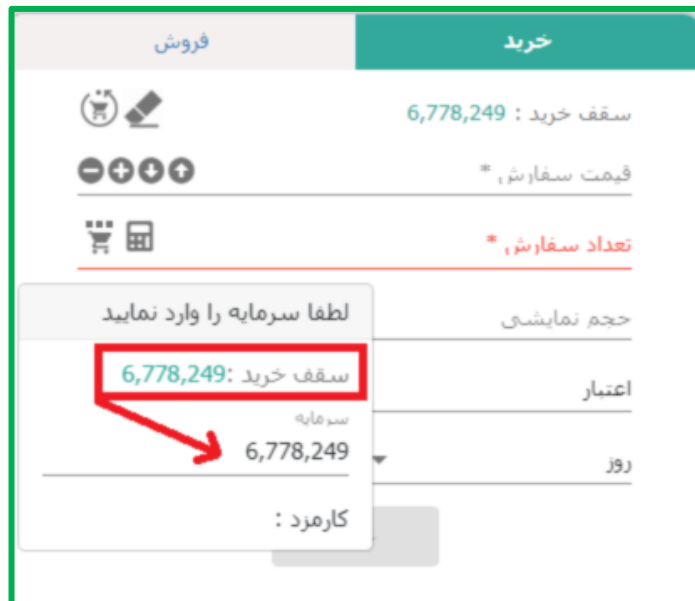 خرید
فروش
سقف خرید : 6,778,249
قیمت سفارش *
تعداد سفارش *
حجم نمایشی
اعتبار
روز
لطفا سرمایه را وارد نمایید
سقف خرید :6,778,249
سرمایه
6,778,249
کارمزد :